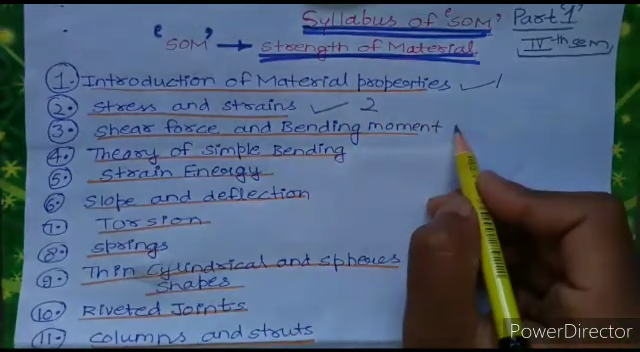 Syllabus of 'SOM' Part '1'
'SOM' → Strength of Material IVth sem
1. Introduction of Material properties ✓ 1
2. stress and strains ✓ 2
3. shear force and Bending moment
4. Theory of simple Bending
5. strain Energy
6. slope and deflection
7. Torsion
8. springs
9. Thin cylindrical and spheres
shapes
10. Riveted Joints
11. columns and struts
PowerDirector